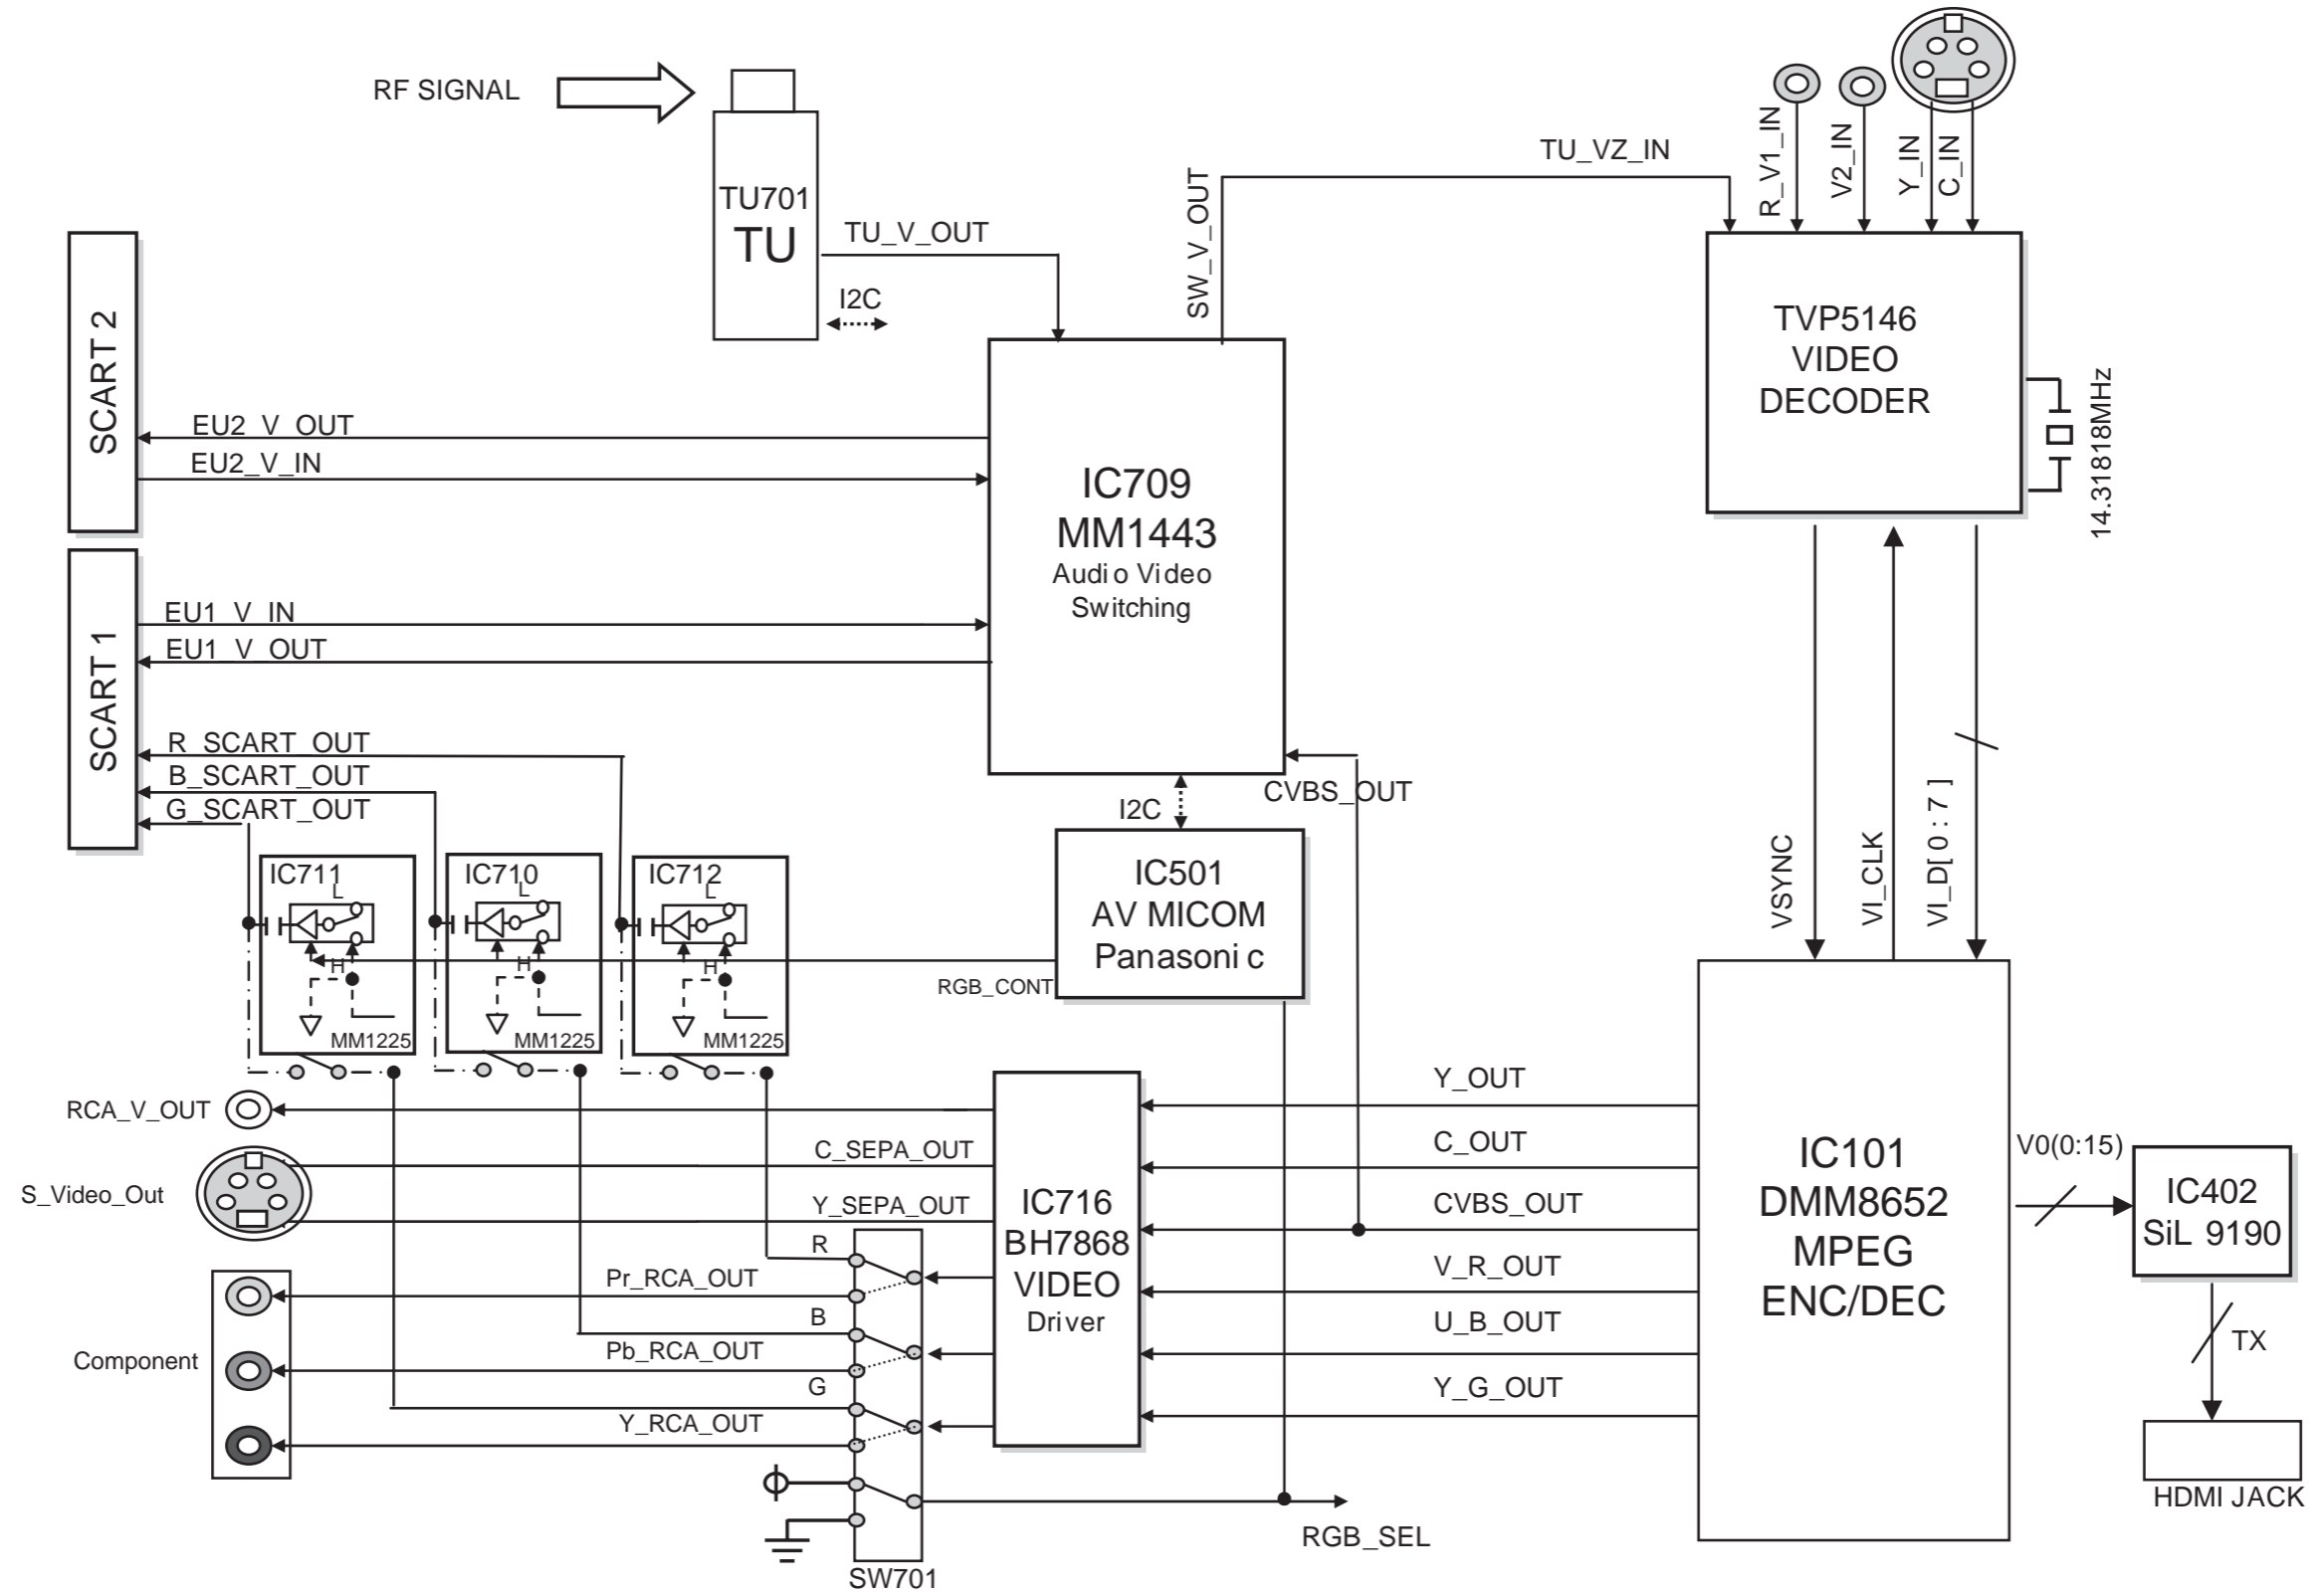 RF SIGNAL
TU701
TU
TU_V_OUT
I2C
SW_V_OUT
TU_VZ_IN
R_V1_IN
V2_IN
Y_IN
C_IN
TVP5146
VIDEO
DECODER
14.31818MHz
SCART 2
EU2_V_OUT
EU2_V_IN
IC709
MM1443
Audio Video
Switching
SCART 1
EU1_V_IN
EU1_V_OUT
R_SCART_OUT
B_SCART_OUT
G_SCART_OUT
CVBS_OUT
I2C
IC501
AV MICOM
Panasonic
RGB_CONT
VSYNC
VI_CLK
VI_D[ 0 : 7 ]
IC711
L
H
MM1225
IC710
L
H
MM1225
IC712
L
H
MM1225
RCA_V_OUT
S_Video_Out
Component
C_SEPA_OUT
Y_SEPA_OUT
R
Pr_RCA_OUT
B
Pb_RCA_OUT
G
Y_RCA_OUT
SW701
IC716
BH7868
VIDEO
Driver
Y_OUT
C_OUT
CVBS_OUT
V_R_OUT
U_B_OUT
Y_G_OUT
RGB_SEL
IC101
DMM8652
MPEG
ENC/DEC
V0(0:15)
IC402
SiL 9190
TX
HDMI JACK